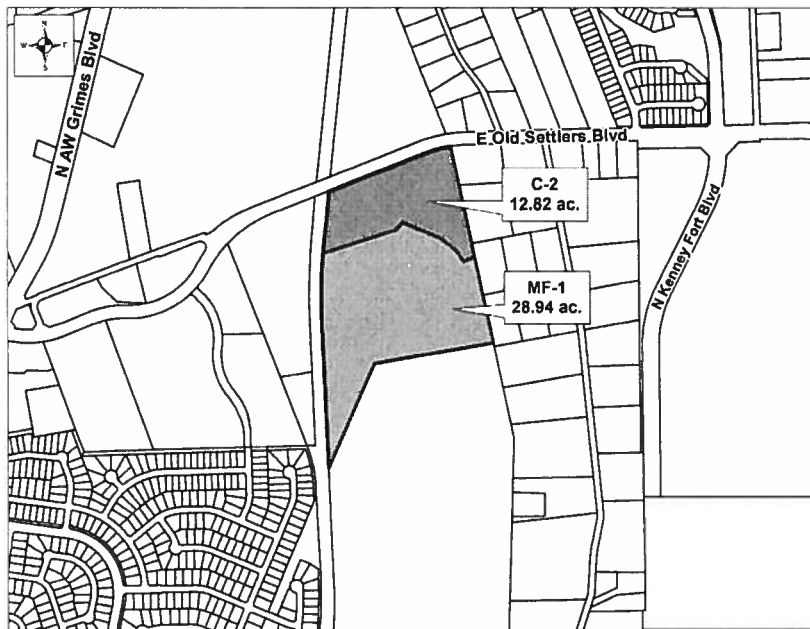 N
W E
S
N AW Grimes Blvd
E Old Settlers Blvd
C-2
12.82 ac.
N Kenney Fort Blvd
MF-1
28.94 ac.